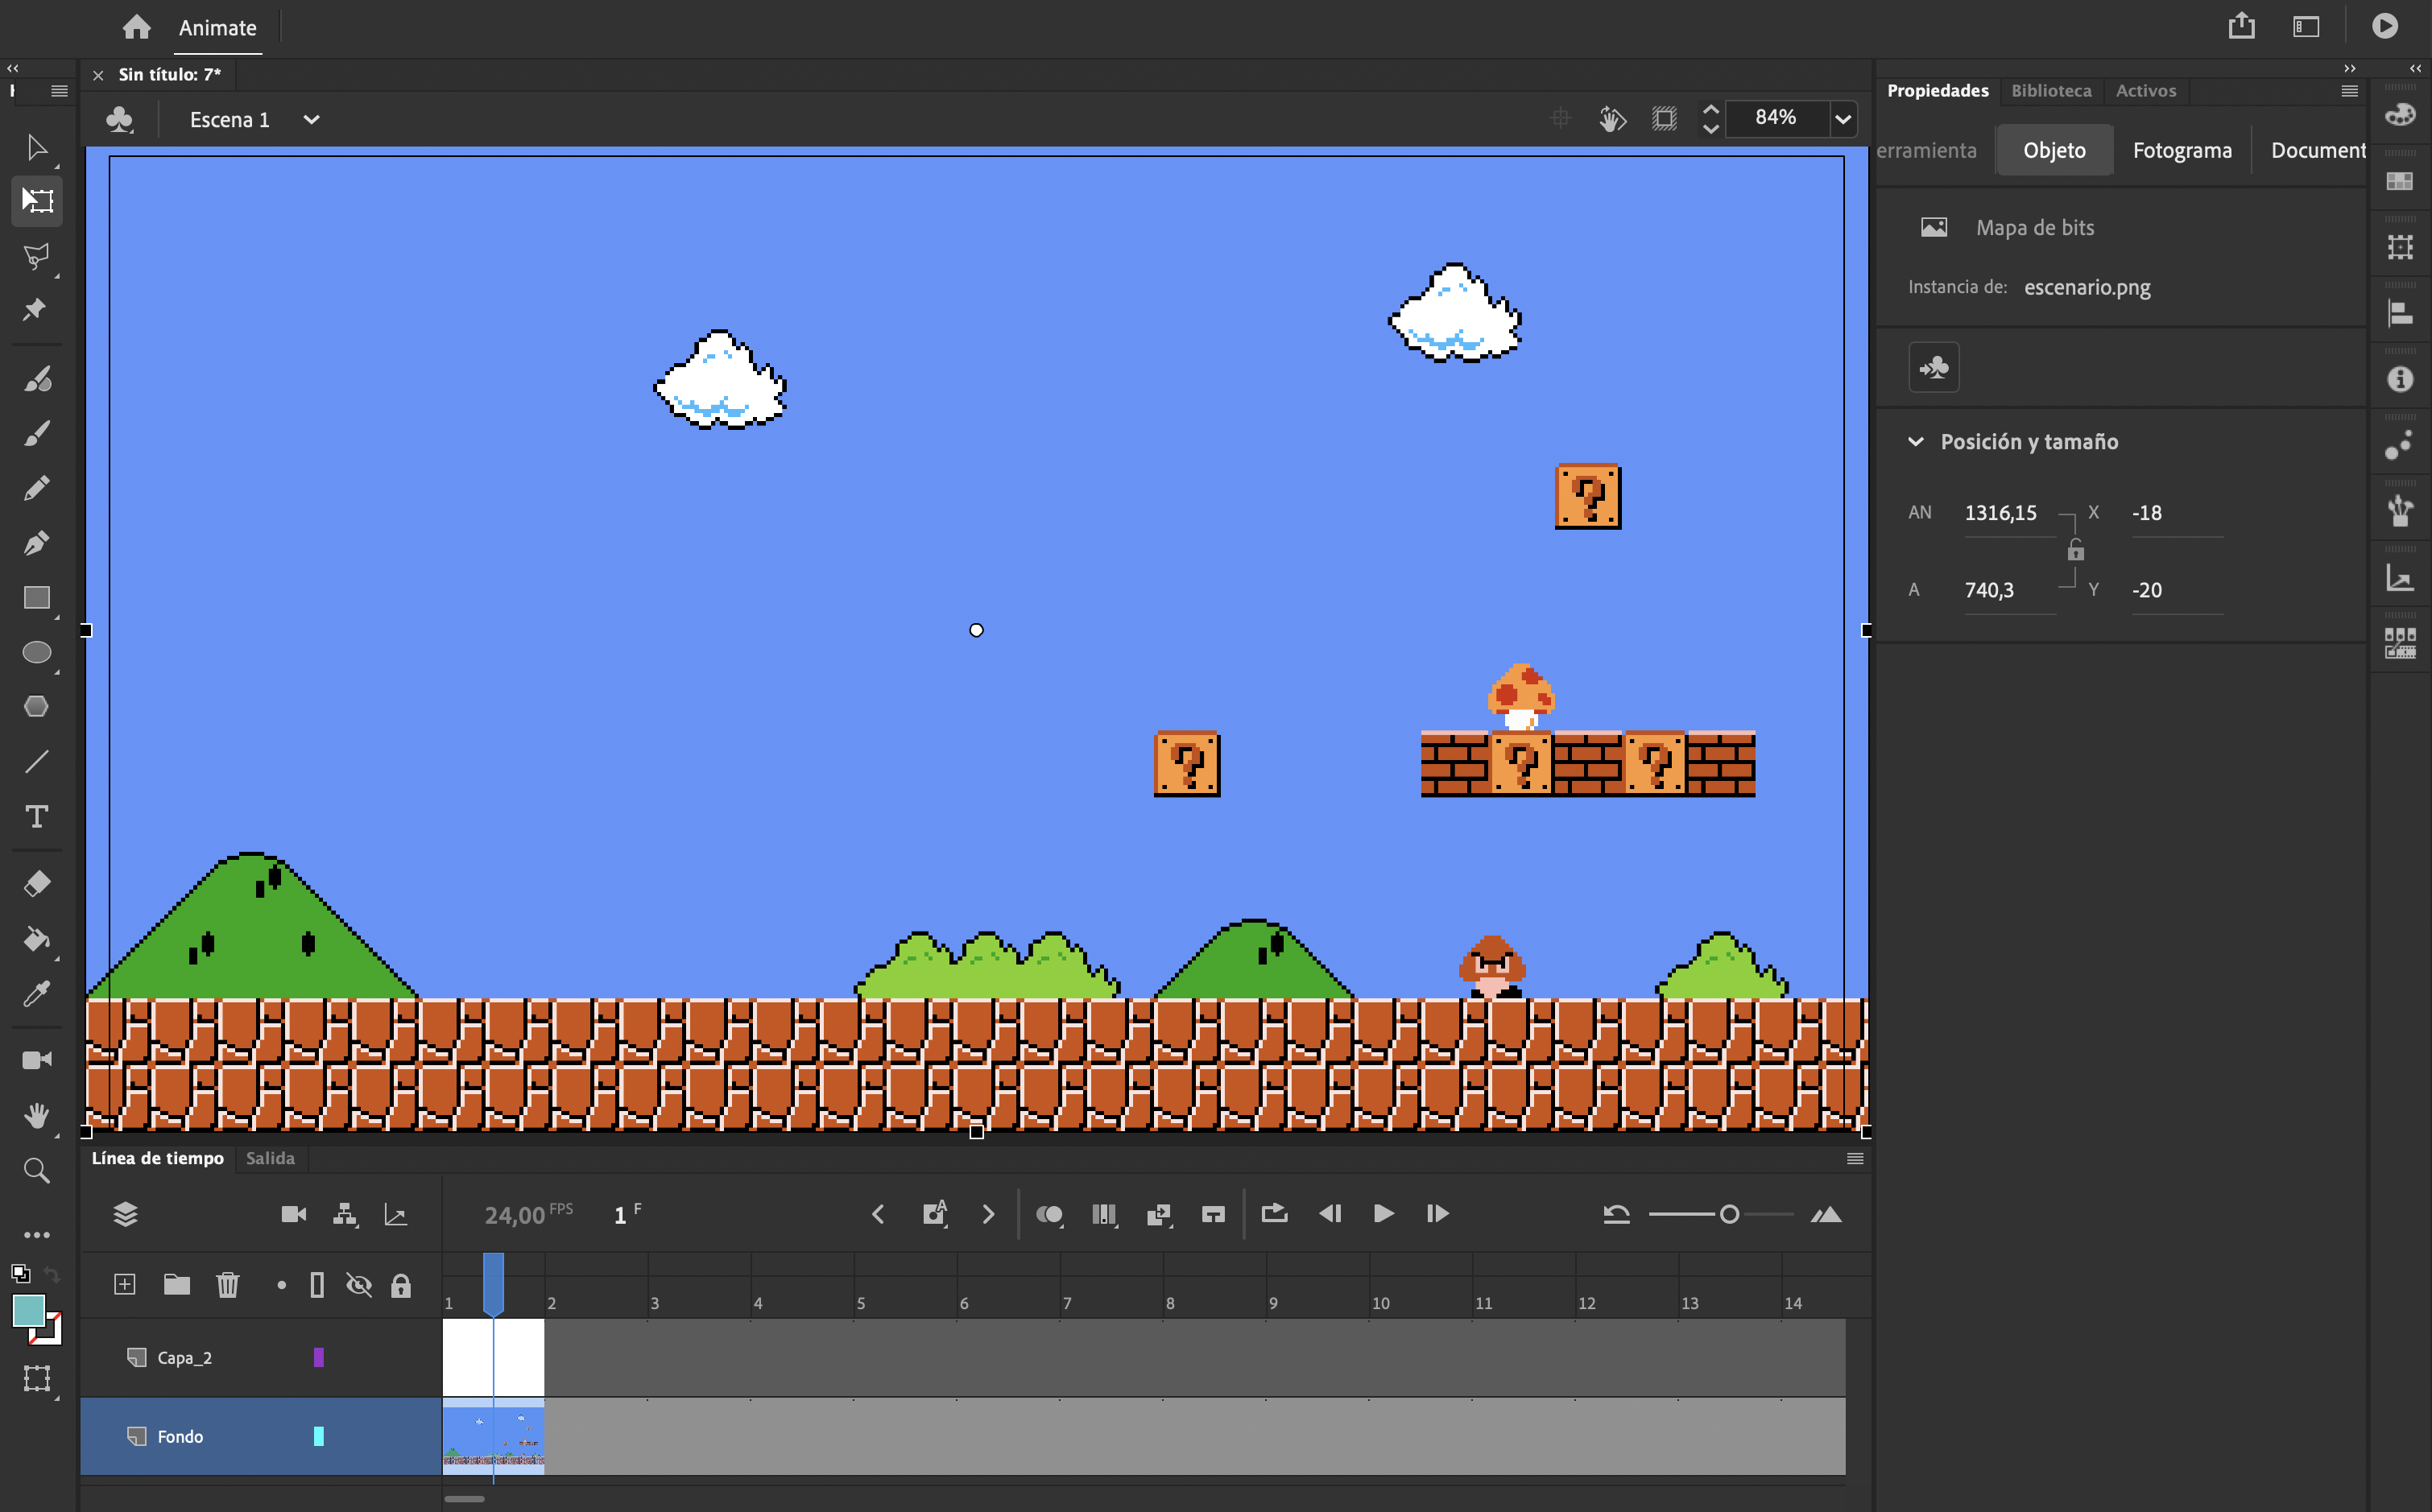 Animate
Sin título: 7*
Escena 1
84%
Propiedades
Biblioteca
Activos
erramienta
Objeto
Fotograma
Document
Mapa de bits
Instancia de:
escenario.png
Posición y tamaño
AN
1316,15
X
-18
A
740,3
Y
-20
?
?
?
?
Línea de tiempo
Salida
24,00 FPS
1 F
1
2
3
4
5
6
7
8
9
10
11
12
13
14
Capa_2
Fondo